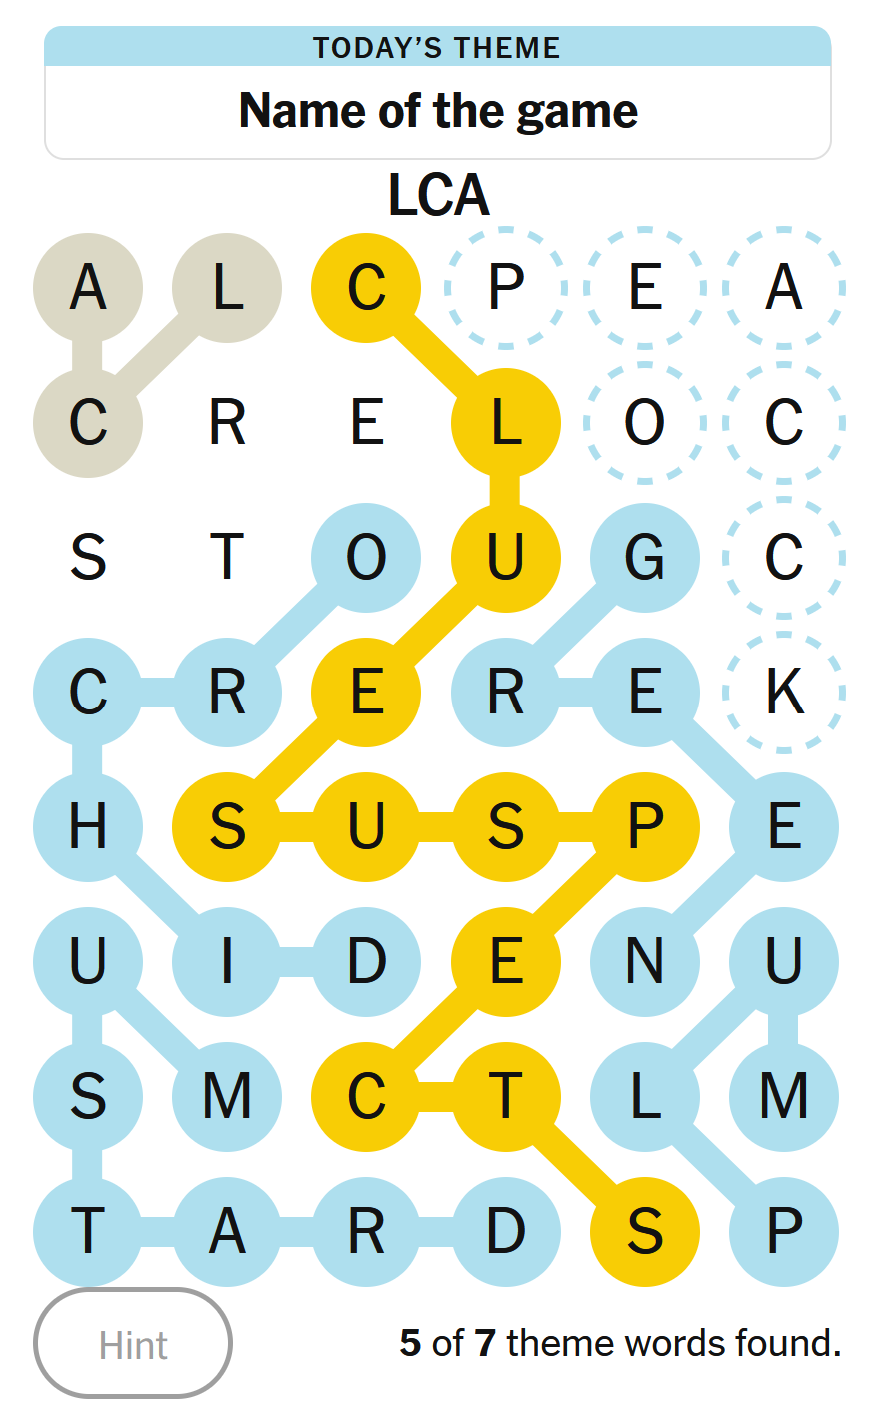 TODAY’S THEME
Name of the game
LCA
A L C P E A
C R E L O C
S T O U G C
C R E R E K
H S U S P E
U I D E N U
S M C T L M
T A R D S P
Hint
5 of 7 theme words found.